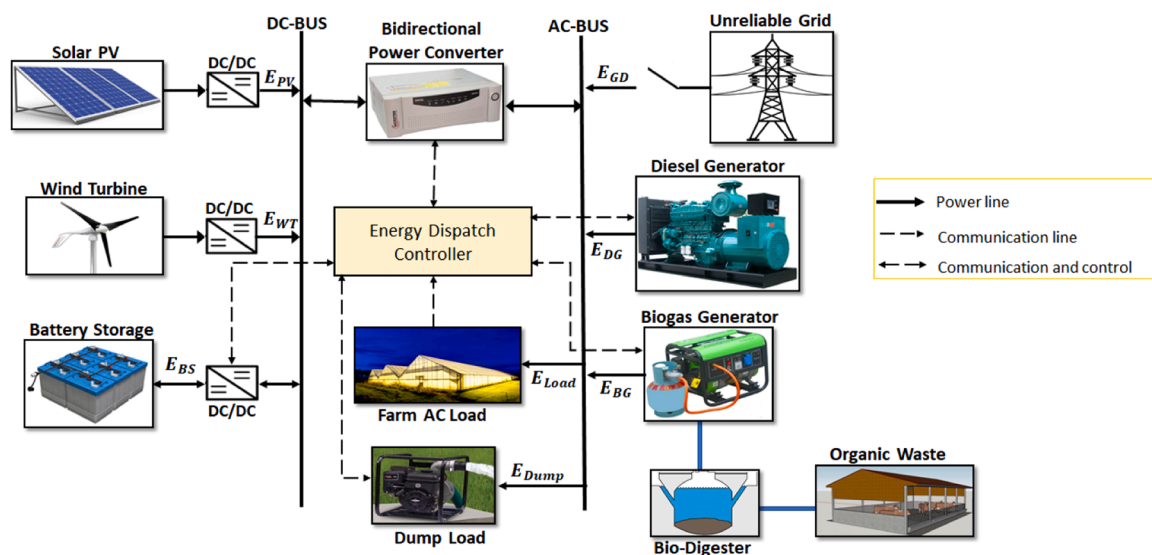 DC-BUS
Bidirectional
Power Converter
AC-BUS
Unreliable Grid
Solar PV
DC/DC
E_PV
E_GD
Diesel Generator
Wind Turbine
DC/DC
E_WT
Energy Dispatch
Controller
E_DG
Power line
Communication line
Communication and control
Battery Storage
E_BS
DC/DC
Farm AC Load
E_Load
Biogas Generator
E_BG
E_Dump
Dump Load
Organic Waste
Bio-Digester